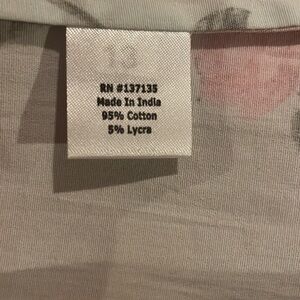 13
RN #137135
Made In India
95% Cotton
5% Lycra